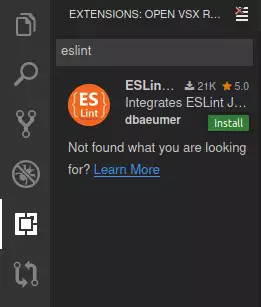 EXTENSIONS: OPEN VSX R...
eslint
ES
Lint
ESLin... 21K 5.0
Integrates ESLint J...
dbaeumer Install
Not found what you are looking
for? Learn More